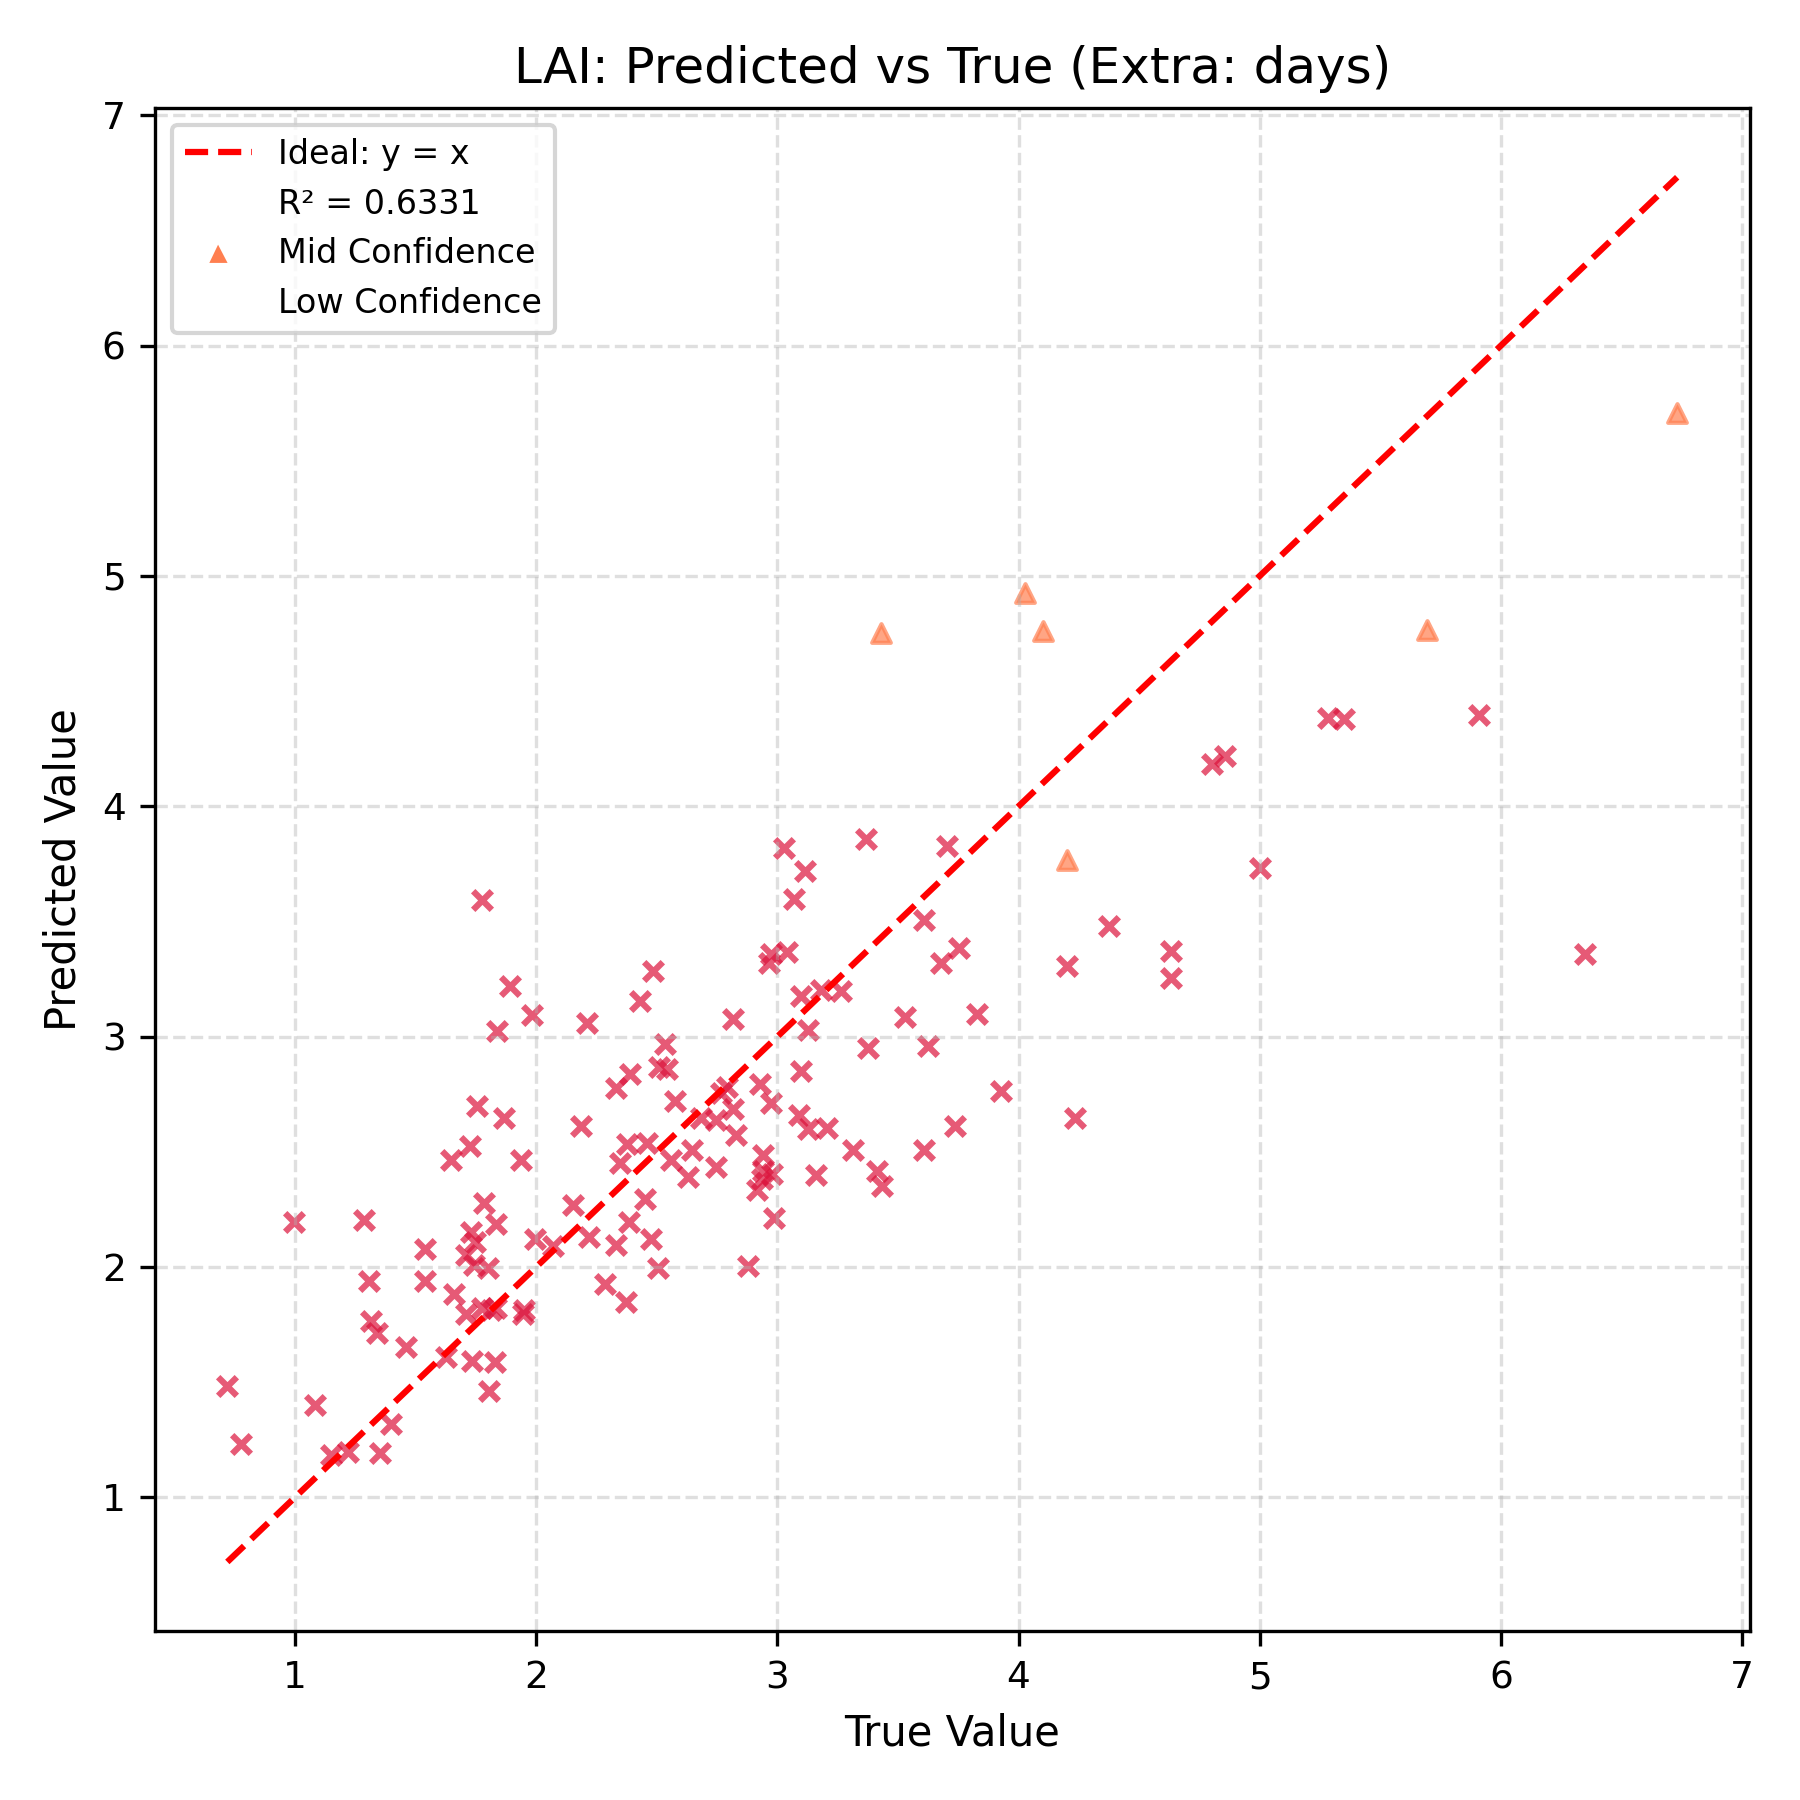 LAI: Predicted vs True (Extra: days)
Ideal: y = x
R² = 0.6331
Mid Confidence
Low Confidence
7
6
5
4
3
2
1
Predicted Value
1 2 3 4 5 6 7
True Value